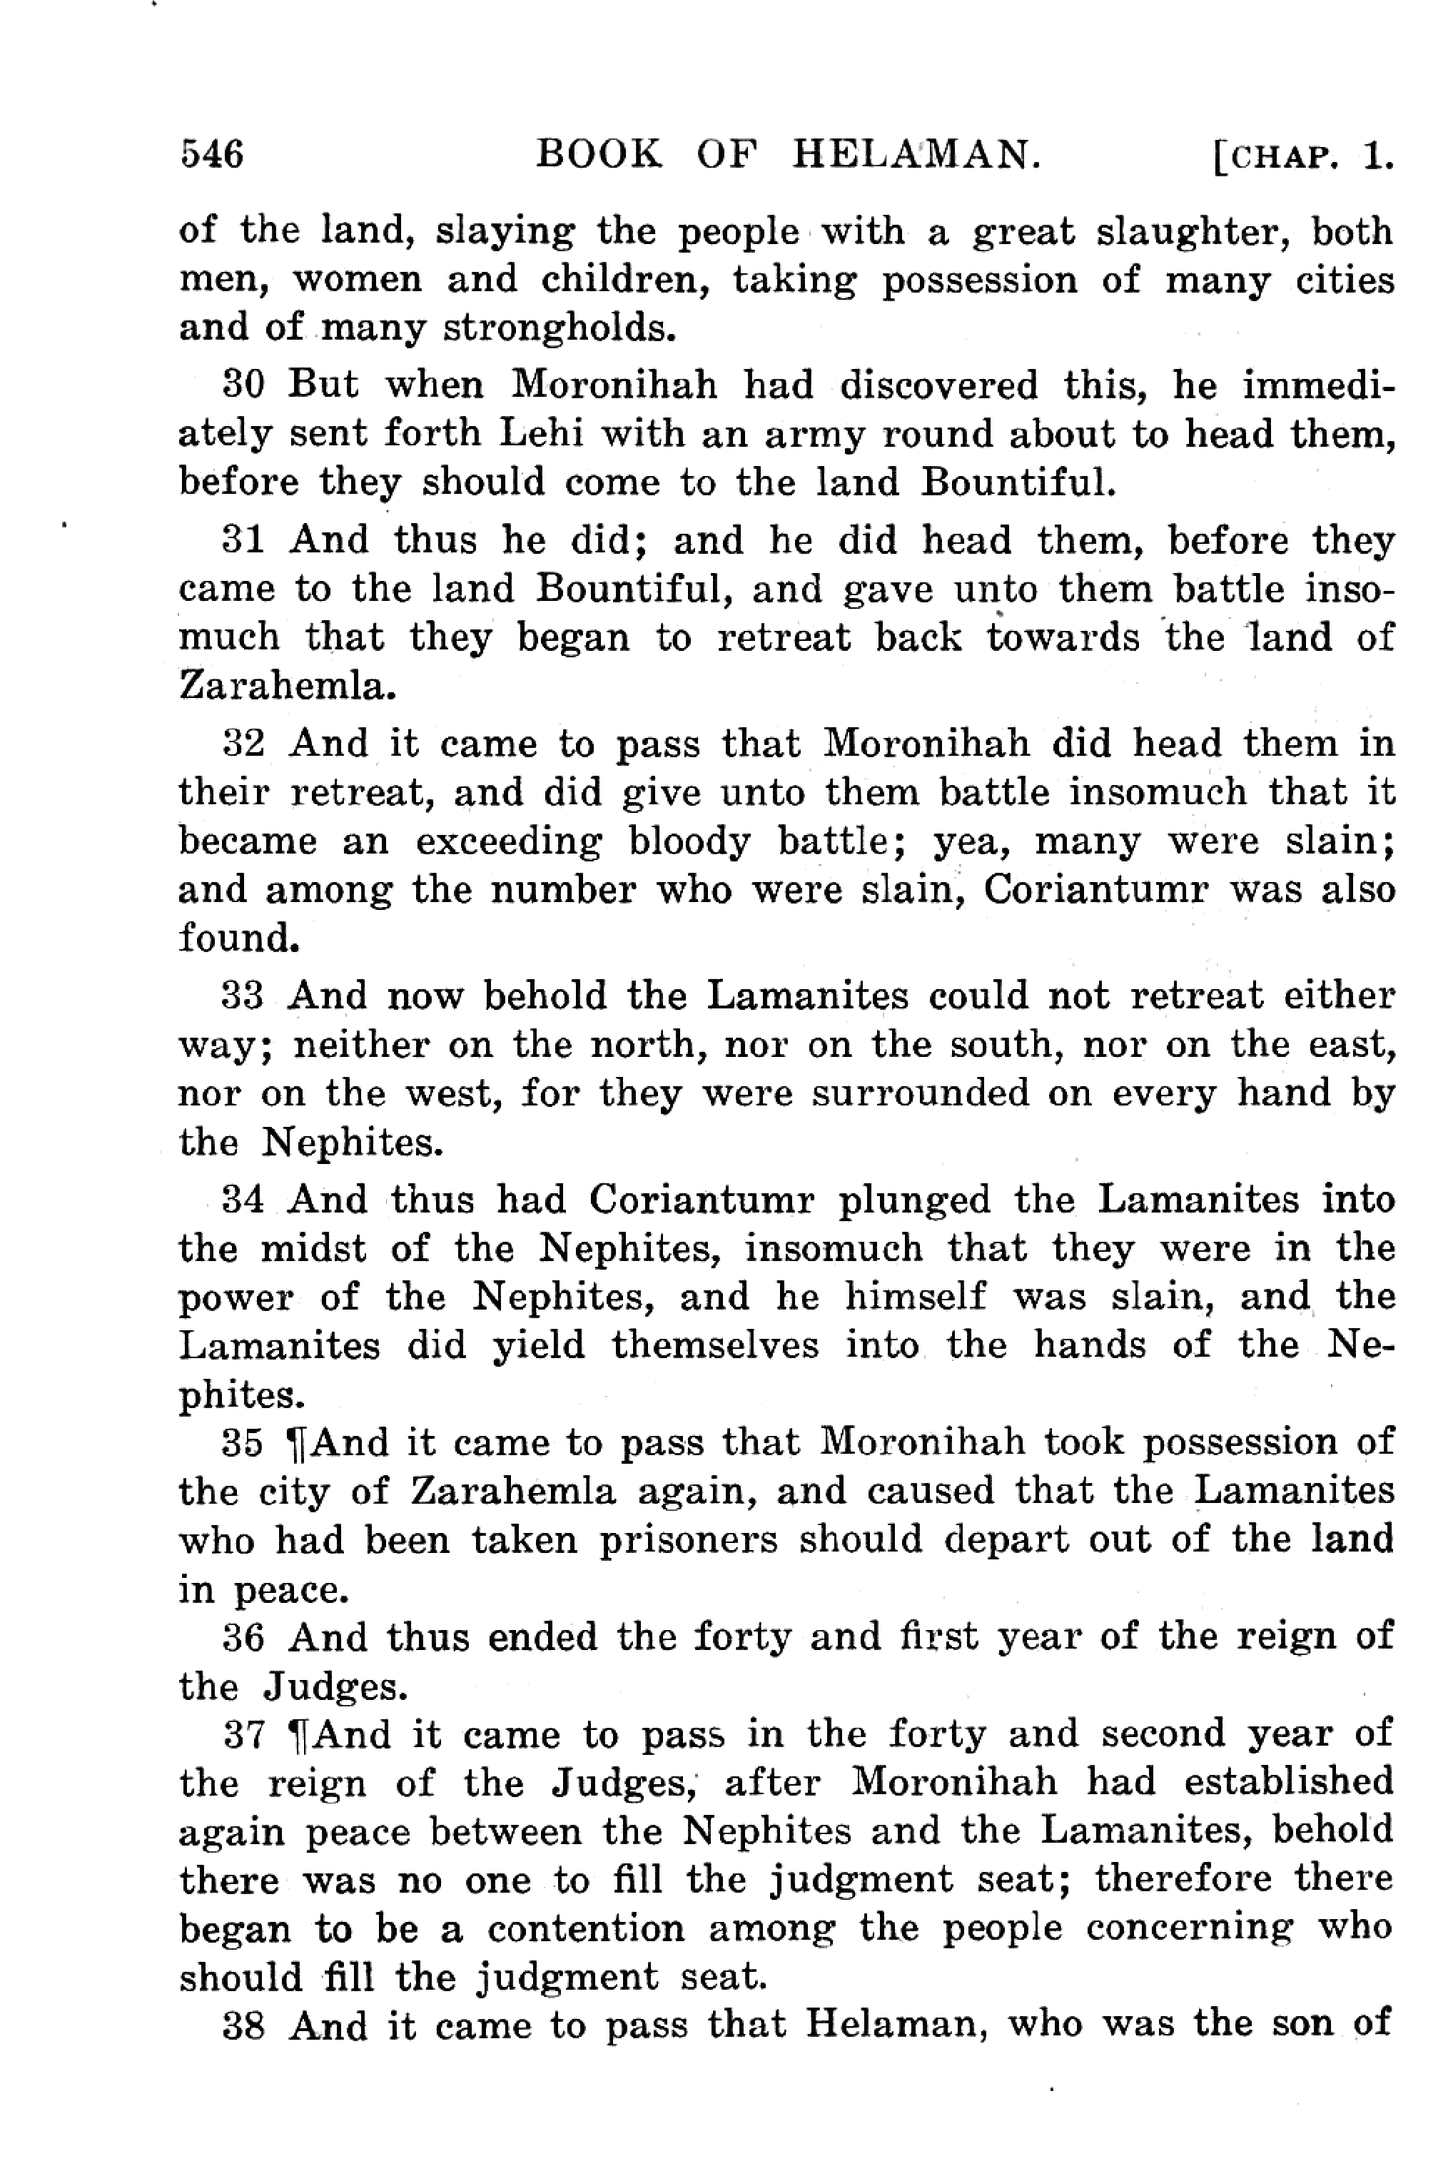 546 BOOK OF HELAMAN. [CHAP. 1.
of the land, slaying the people with a great slaughter, both
men, women and children, taking possession of many cities
and of many strongholds.
30 But when Moronihah had discovered this, he immedi-
ately sent forth Lehi with an army round about to head them,
before they should come to the land Bountiful.
31 And thus he did; and he did head them, before they
came to the land Bountiful, and gave unto them battle inso-
much that they began to retreat back towards the land of
Zarahemla.
32 And it came to pass that Moronihah did head them in
their retreat, and did give unto them battle insomuch that it
became an exceeding bloody battle; yea, many were slain;
and among the number who were slain, Coriantumr was also
found.
33 And now behold the Lamanites could not retreat either
way; neither on the north, nor on the south, nor on the east,
nor on the west, for they were surrounded on every hand by
the Nephites.
34 And thus had Coriantumr plunged the Lamanites into
the midst of the Nephites, insomuch that they were in the
power of the Nephites, and he himself was slain, and the
Lamanites did yield themselves into the hands of the Ne-
phites.
35 ¶And it came to pass that Moronihah took possession of
the city of Zarahemla again, and caused that the Lamanites
who had been taken prisoners should depart out of the land
in peace.
36 And thus ended the forty and first year of the reign of
the Judges.
37 ¶And it came to pass in the forty and second year of
the reign of the Judges, after Moronihah had established
again peace between the Nephites and the Lamanites, behold
there was no one to fill the judgment seat; therefore there
began to be a contention among the people concerning who
should fill the judgment seat.
38 And it came to pass that Helaman, who was the son of